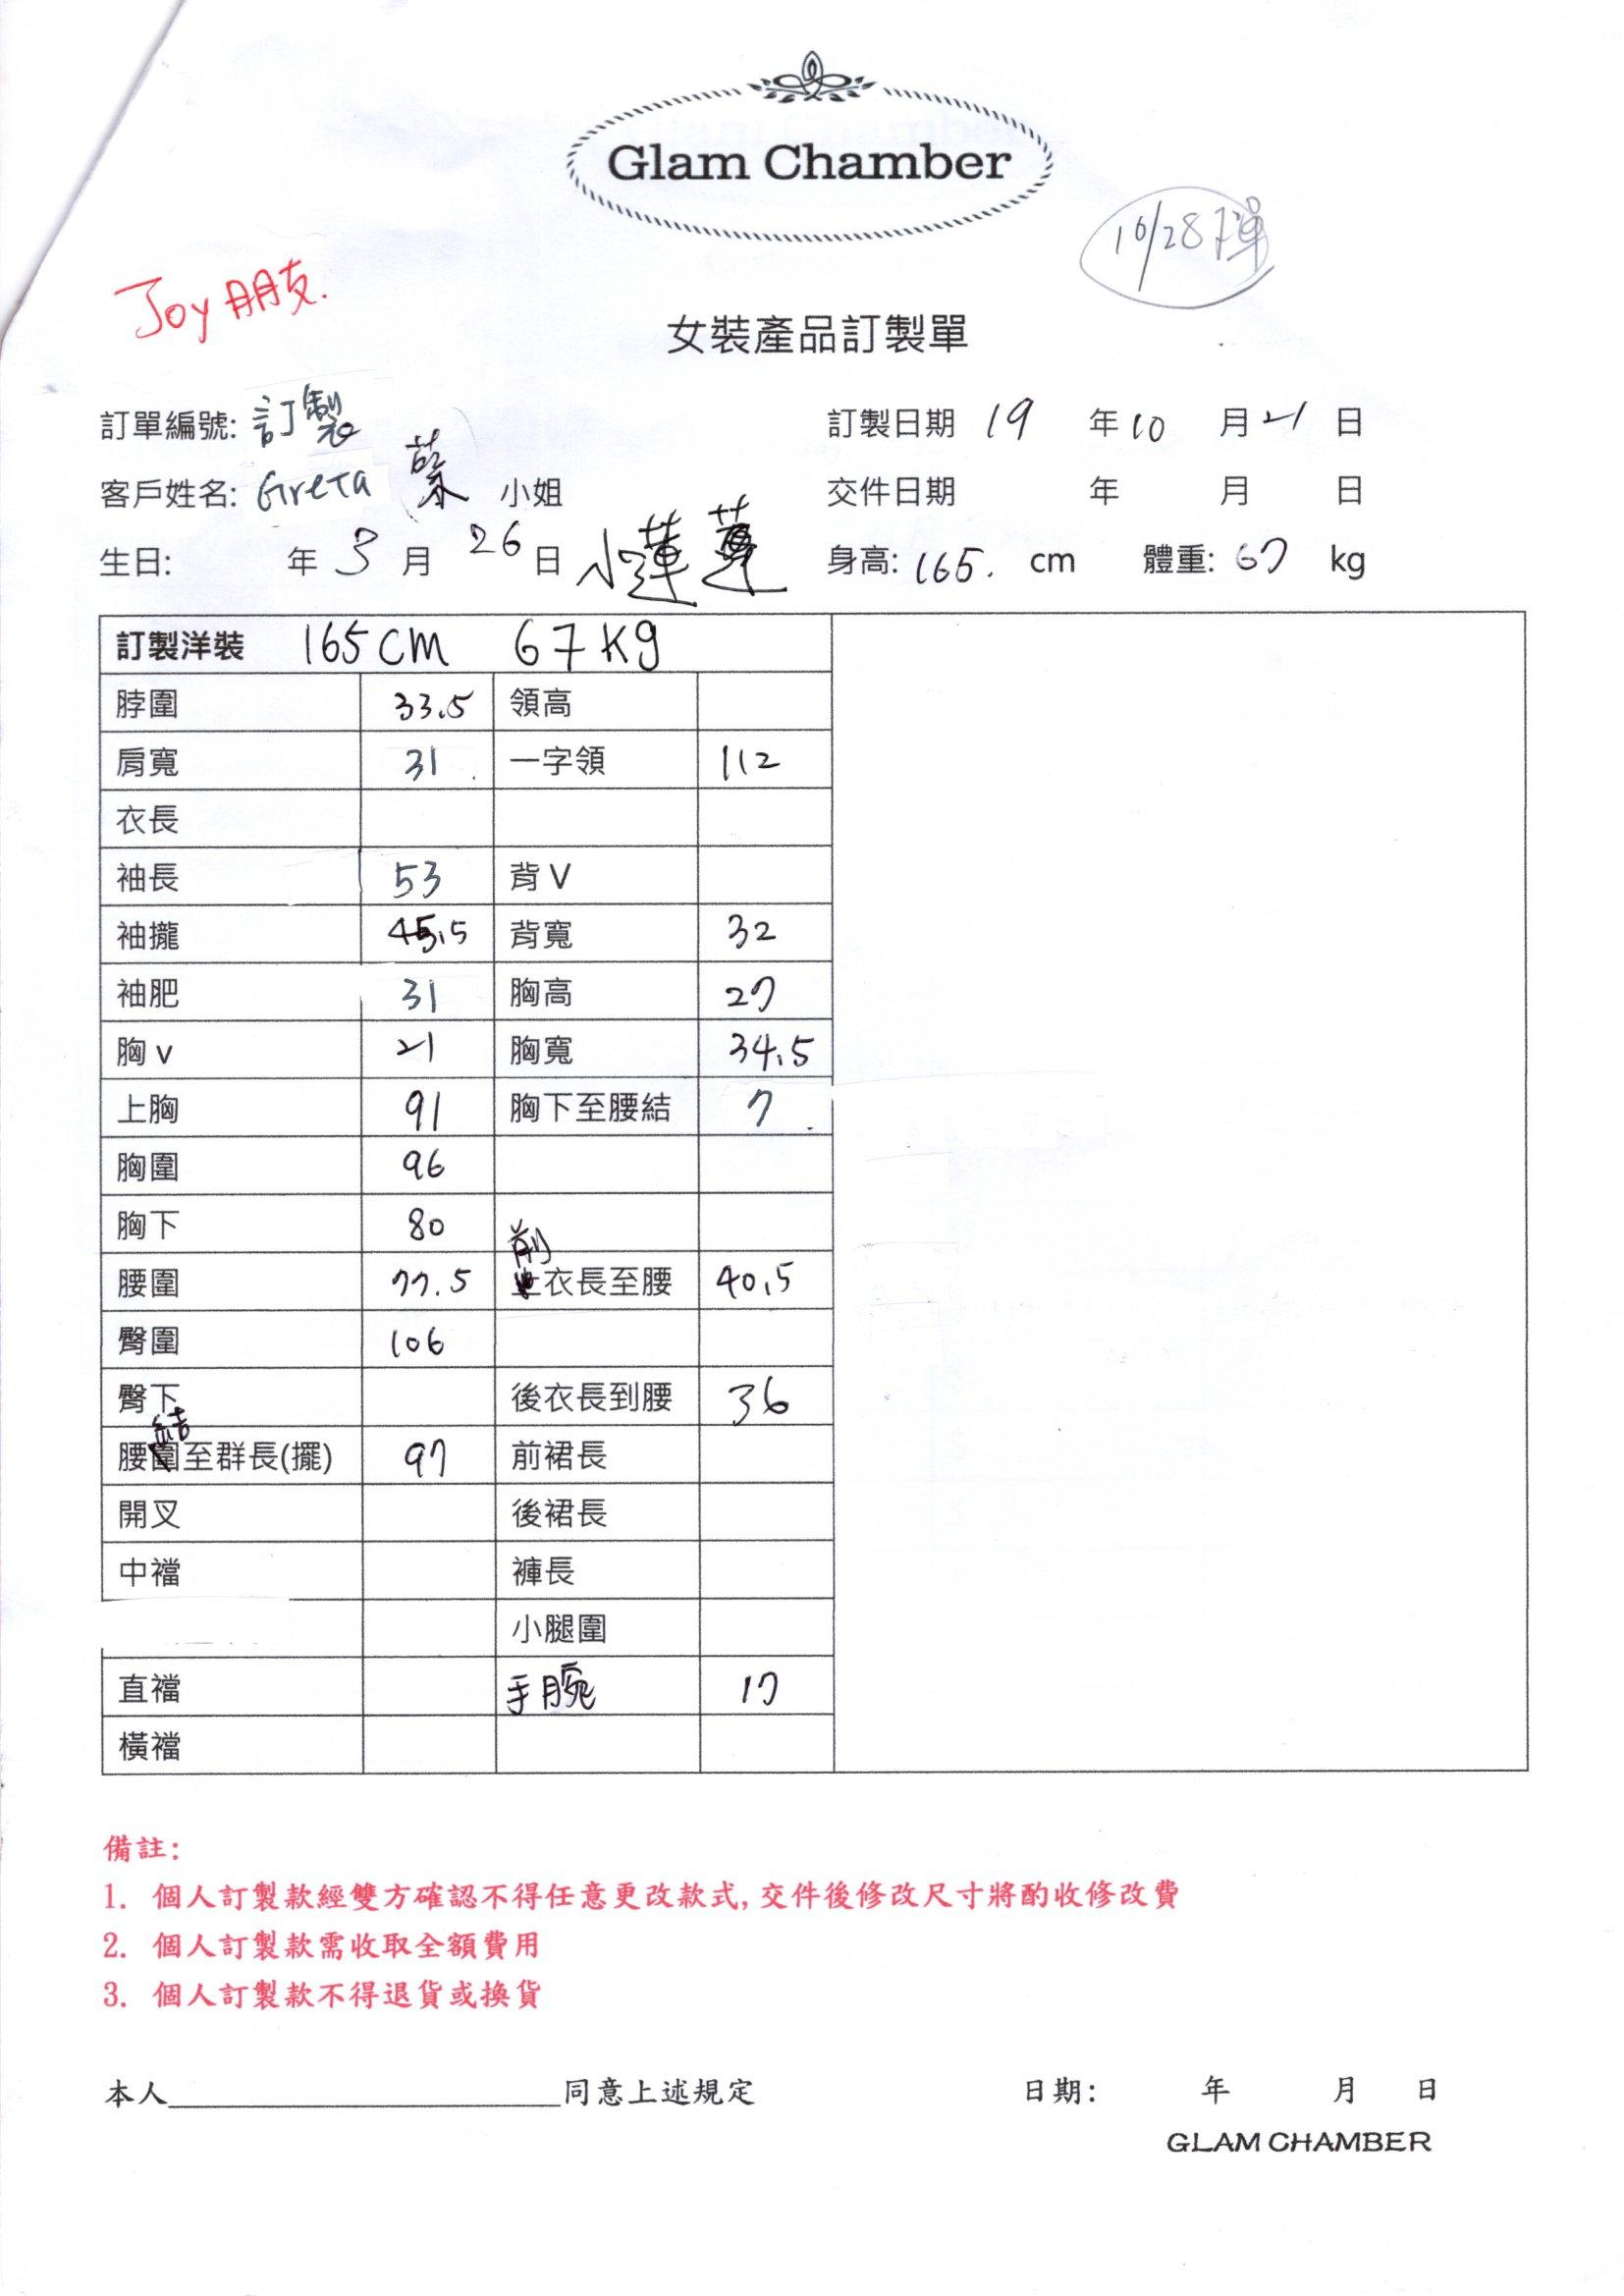 Glam Chamber
10/28
Joy 朋友.
女裝產品訂製單
訂單編號: 訂製 訂製日期 19 年 10 月 21 日
客戶姓名: Greta 蔡 小姐 交件日期 年 月 日
生日: 年 3 月 26 日 小蓮蓮 身高: 165. cm 體重: 67 kg
訂製洋裝 165cm 67kg
脖圍 33.5 領高
肩寬 31 一字領 112
衣長
袖長 53 背 V
袖攏 45.5 背寬 32
袖肥 31 胸高 27
胸 v 21 胸寬 34.5
上胸 91 胸下至腰結 7
胸圍 96
胸下 80
腰圍 77.5 前衣長至腰 40.5
臀圍 106
臀下 後衣長到腰 36
腰結至群長(擺) 97 前裙長
開叉 後裙長
中襠 褲長
小腿圍
直襠 手腕 17
橫襠
備註:
1. 個人訂製款經雙方確認不得任意更改款式, 交件後修改尺寸將酌收修改費
2. 個人訂製款需收取全額費用
3. 個人訂製款不得退貨或換貨
本人____________________同意上述規定 日期: 年 月 日
GLAM CHAMBER